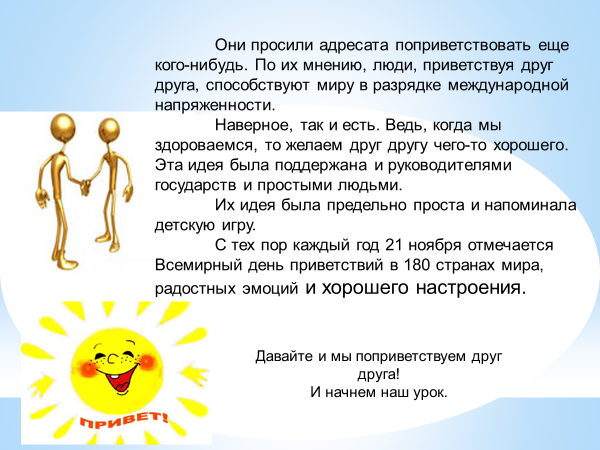 Они просили адресата поприветствовать еще
кого-нибудь. По их мнению, люди, приветствуя друг
друга, способствуют миру в разрядке международной
напряженности.
Наверное, так и есть. Ведь, когда мы
здороваемся, то желаем друг другу чего-то хорошего.
Эта идея была поддержана и руководителями
государств и простыми людьми.
Их идея была предельно проста и напоминала
детскую игру.
С тех пор каждый год 21 ноября отмечается
Всемирный день приветствий в 180 странах мира,
радостных эмоций и хорошего настроения.
Давайте и мы поприветствуем друг
друга!
И начнем наш урок.
ПРИВЕТ!